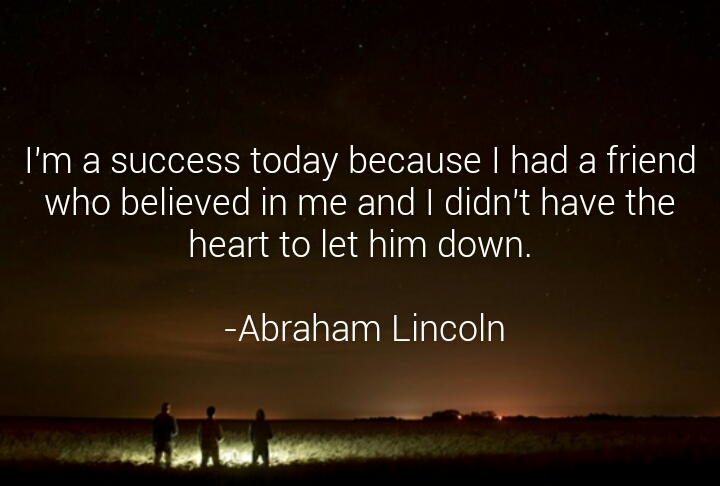 I'm a success today because I had a friend
who believed in me and I didn't have the
heart to let him down.
-Abraham Lincoln